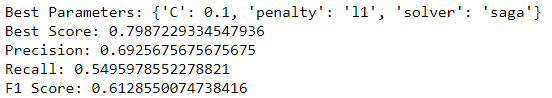 Best Parameters: {'C': 0.1, 'penalty': 'l1', 'solver': 'saga'}
Best Score: 0.7987229334547936
Precision: 0.6925675675675675
Recall: 0.5495978552278821
F1 Score: 0.6128550074738416